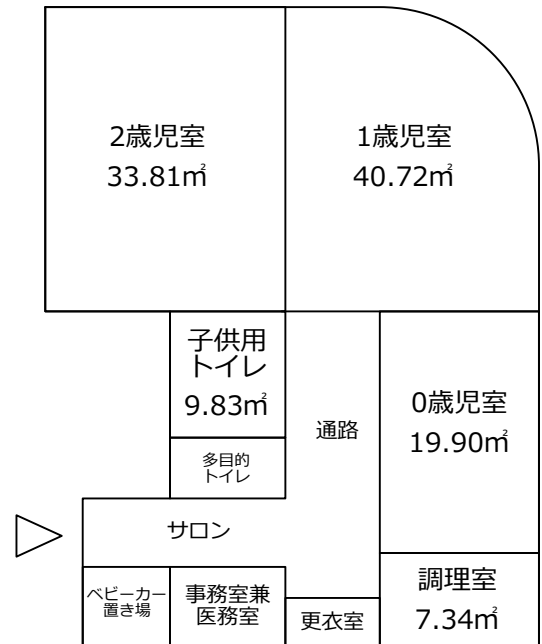 2歳児室
33.81㎡
1歳児室
40.72㎡
子供用
トイレ
9.83㎡
多目的
トイレ
通路
0歳児室
19.90㎡
サロン
ベビーカー
置き場
事務室兼
医務室
更衣室
調理室
7.34㎡